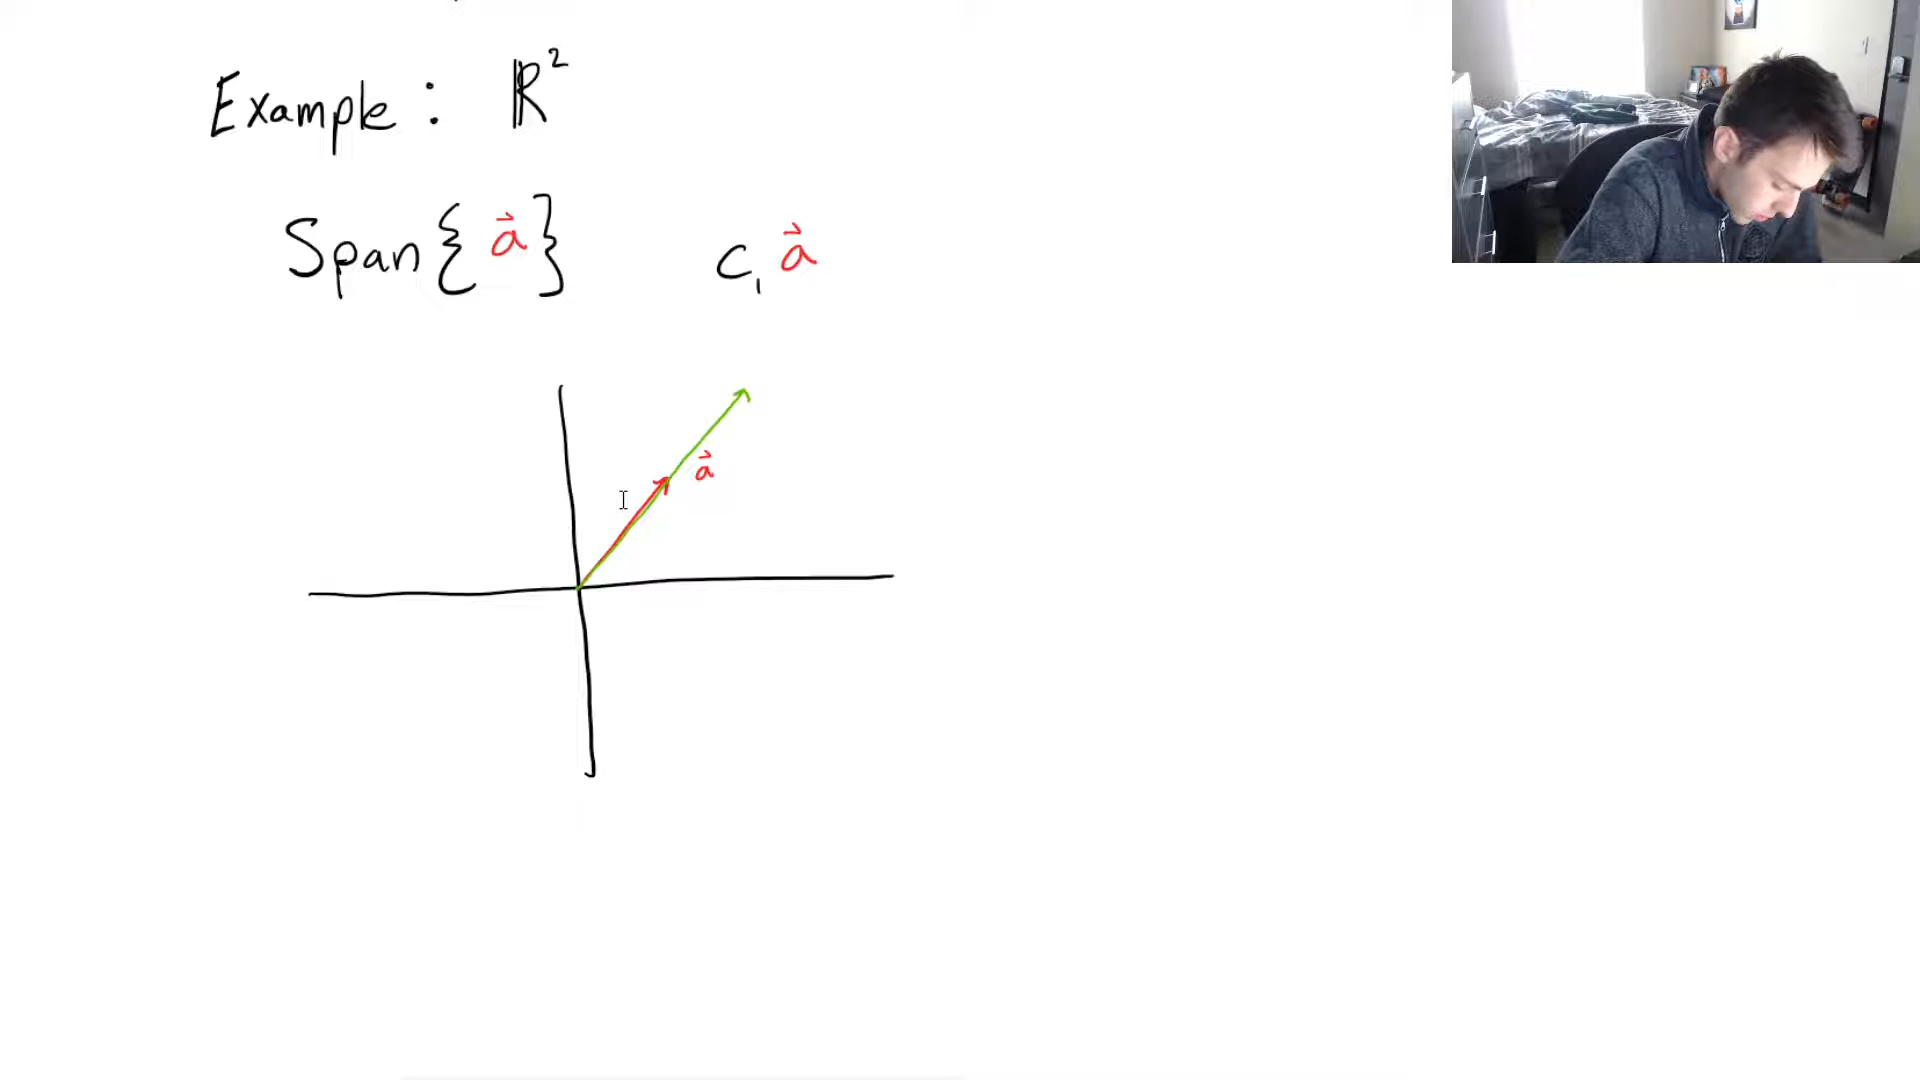 Example: ℝ²
Span{ a⃗ }    c₁ a⃗
a⃗